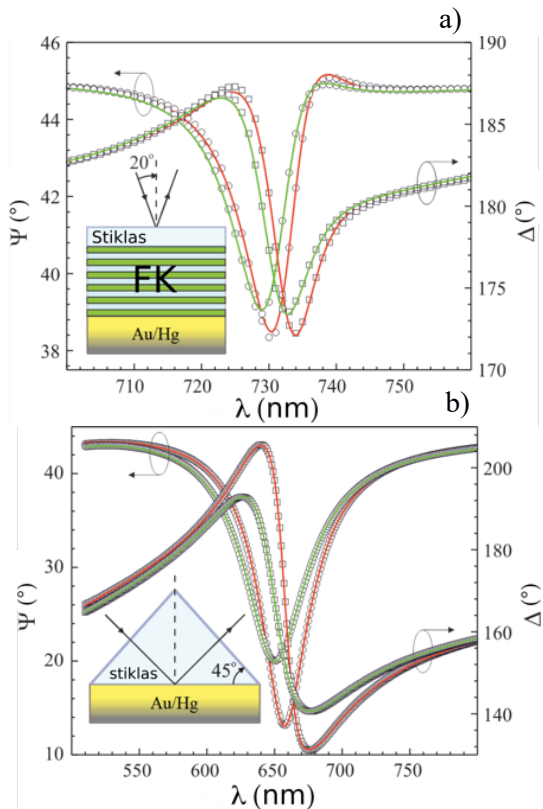 a)
46
44
42
40
38
Ψ (°)
190
185
180
175
170
Δ (°)
20°
Stiklas
FK
Au/Hg
710 720 730 740 750
λ (nm)
b)
40
30
20
10
Ψ (°)
200
180
160
140
Δ (°)
stiklas
45°
Au/Hg
550 600 650 700 750
λ (nm)